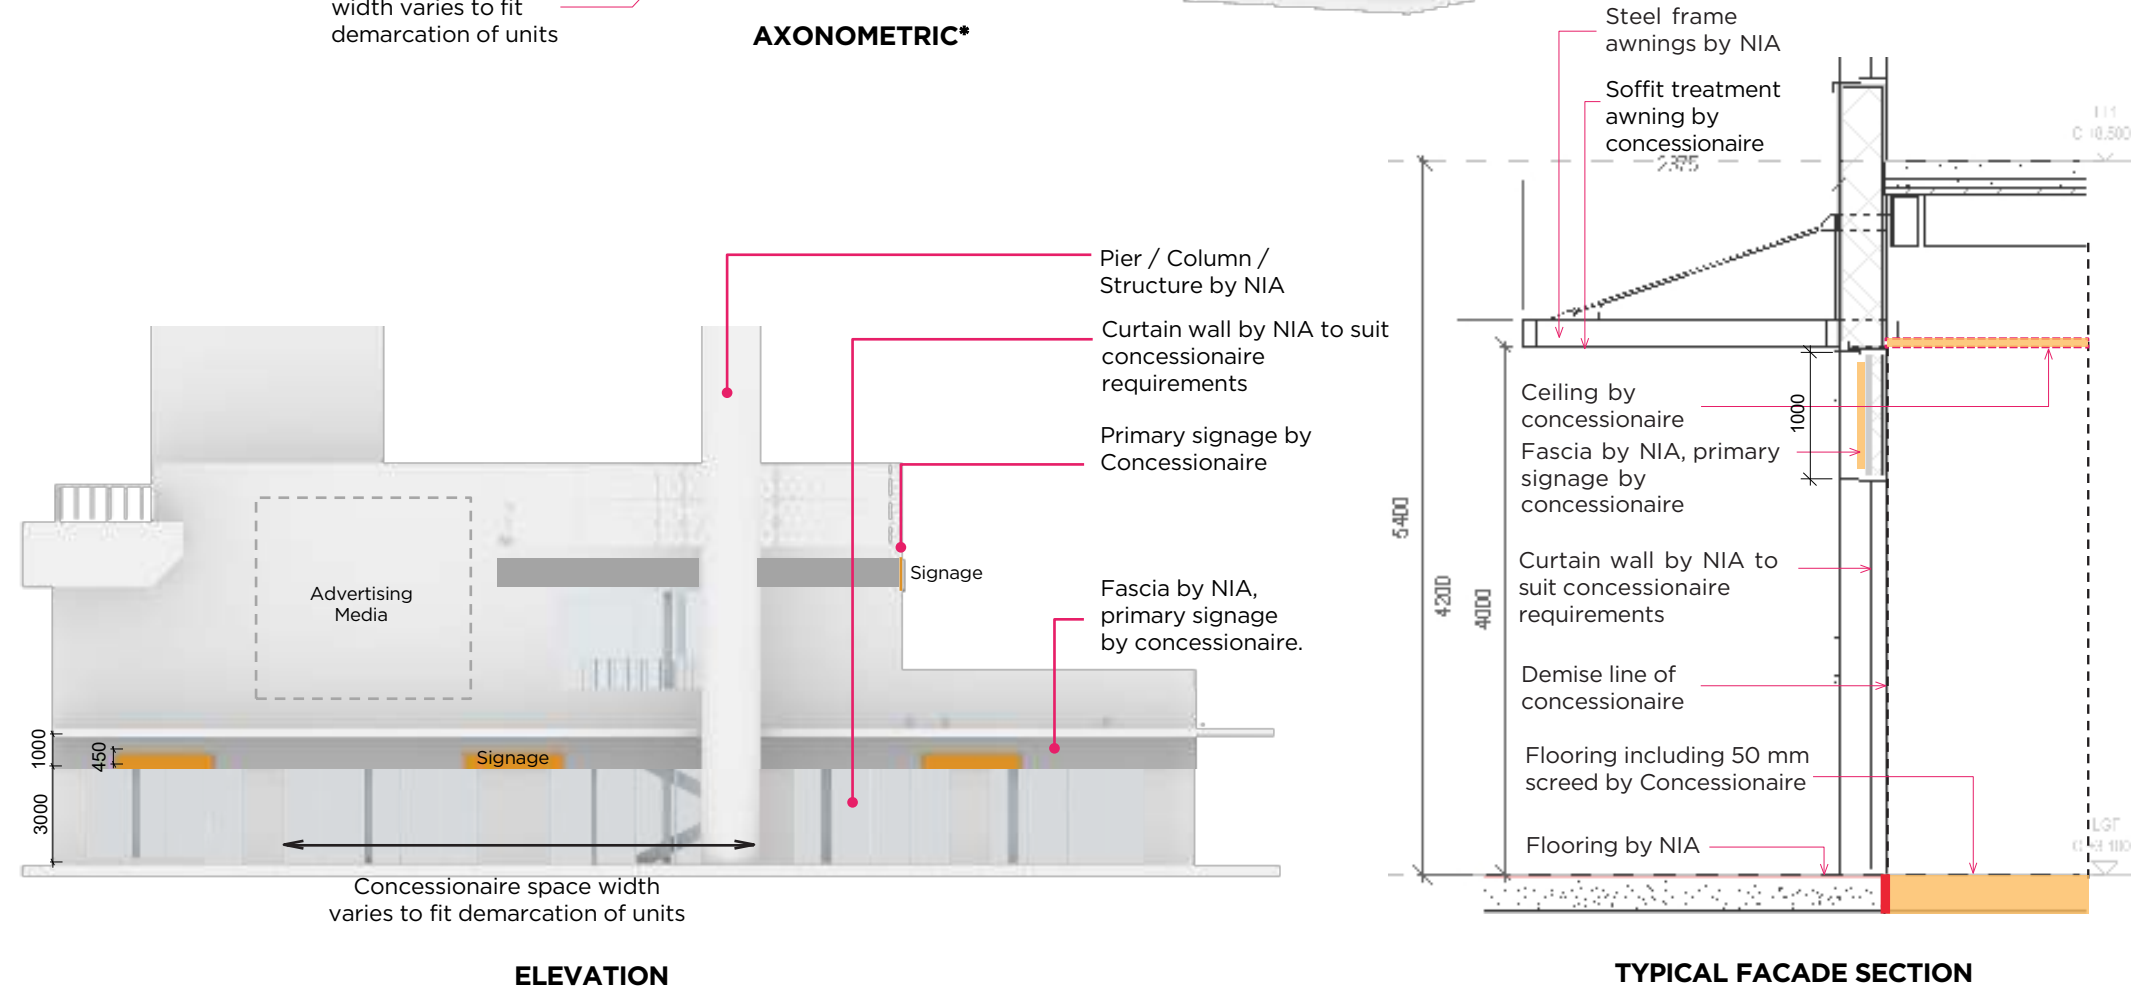 width varies to fit
demarcation of units
AXONOMETRIC*
Steel frame
awnings by NIA
Soffit treatment
awning by
concessionaire
2,375
5400
4200
4000
1000
Ceiling by
concessionaire
Fascia by NIA, primary
signage by
concessionaire
Curtain wall by NIA to
suit concessionaire
requirements
Demise line of
concessionaire
Flooring including 50 mm
screed by Concessionaire
Flooring by NIA
TYPICAL FACADE SECTION
Pier / Column /
Structure by NIA
Curtain wall by NIA to suit
concessionaire
requirements
Primary signage by
Concessionaire
Signage
Fascia by NIA,
primary signage
by concessionaire.
Advertising
Media
1000
450
3000
Signage
Concessionaire space width
varies to fit demarcation of units
ELEVATION